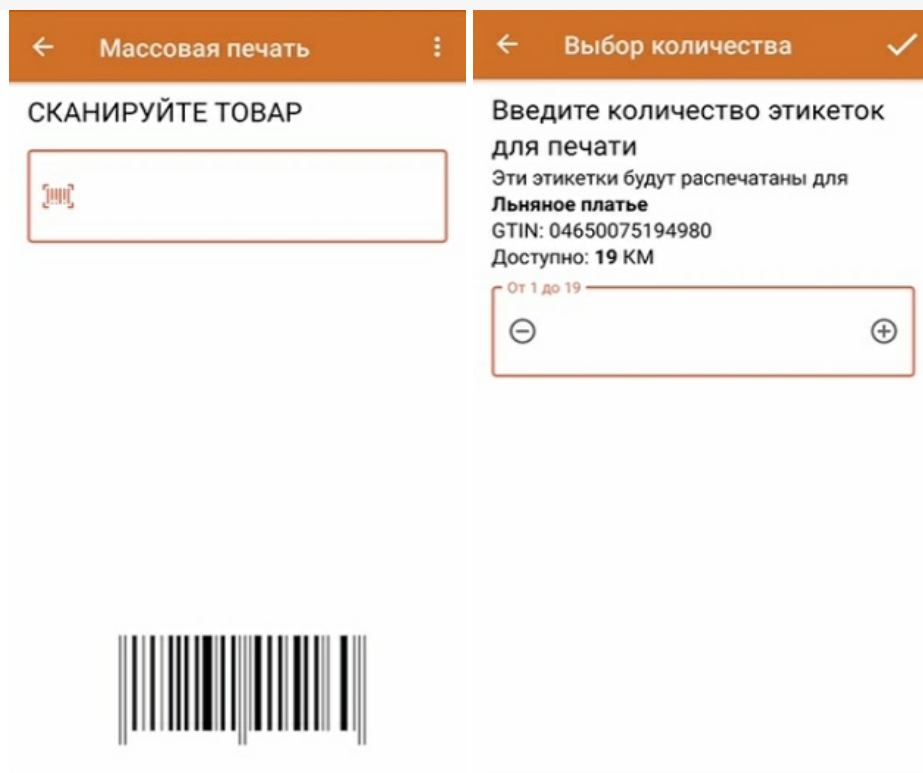 Массовая печать
СКАНИРУЙТЕ ТОВАР
Выбор количества
Введите количество этикеток
для печати
Эти этикетки будут распечатаны для
Льняное платье
GTIN: 04650075194980
Доступно: 19 КМ
От 1 до 19